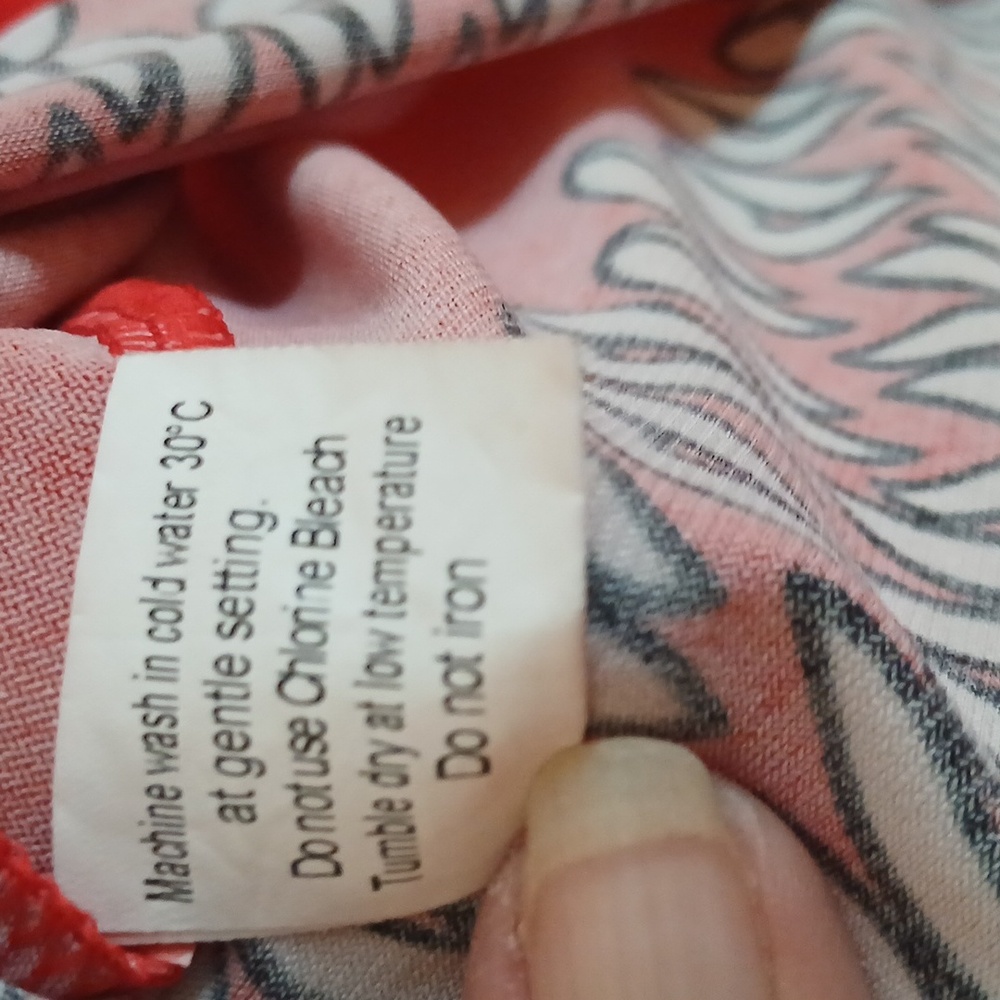 Machine wash in cold water 30°C
at gentle setting.
Do not use Chlorine Bleach
Tumble dry at low temperature
Do not iron